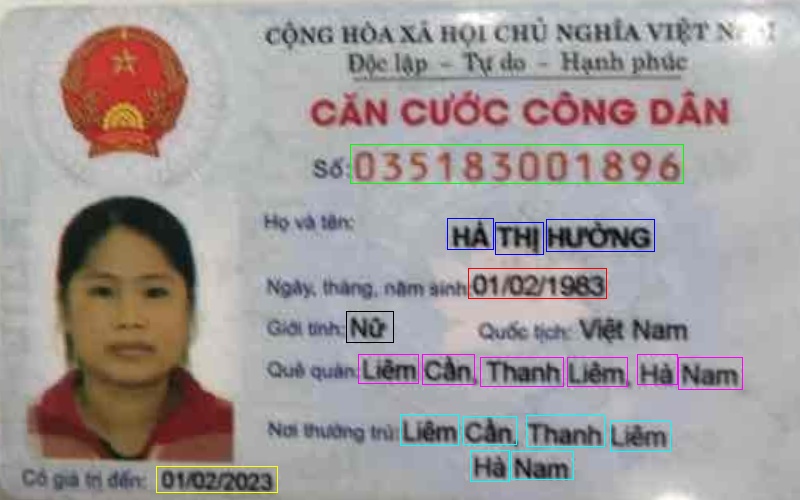 CỘNG HÒA XÃ HỘI CHỦ NGHĨA VIỆT
Độc lập - Tự do - Hạnh phúc
CĂN CƯỚC CÔNG DÂN
Số: 035183001896
Họ và tên:
HÀ THỊ HƯỜNG
Ngày, tháng, năm sinh: 01/02/1983
Giới tính: Nữ Quốc tịch: Việt Nam
Quê quán: Liêm Cần, Thanh Liêm, Hà Nam
Nơi thường trú: Liêm Cần, Thanh Liêm
Hà Nam
Có giá trị đến: 01/02/2023